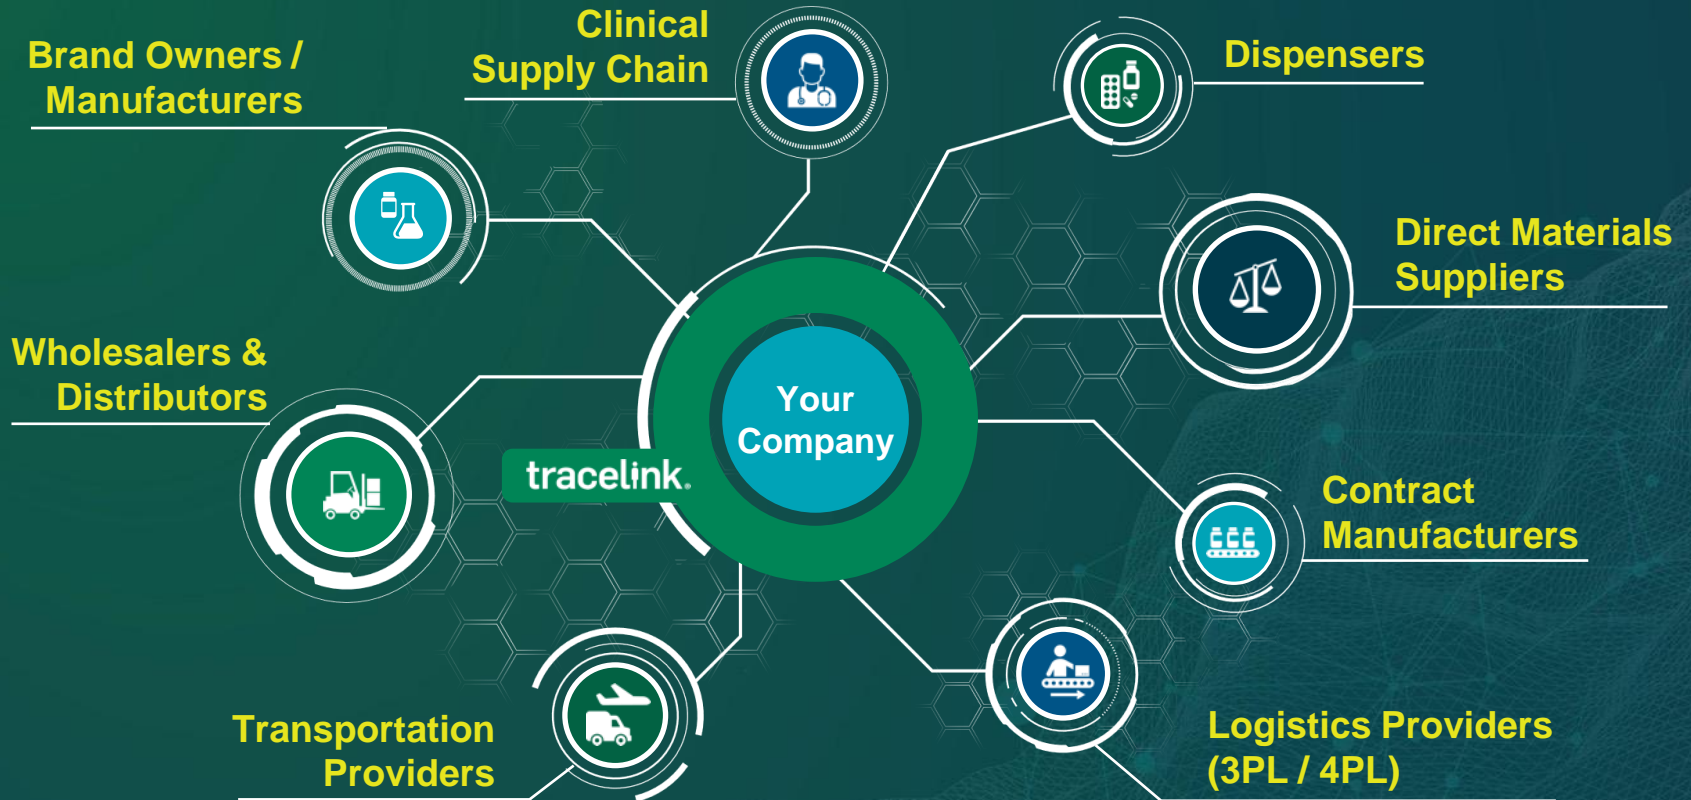 Brand Owners /
Manufacturers
Clinical
Supply Chain
Dispensers
Direct Materials
Suppliers
Wholesalers &
Distributors
Your
Company
tracelink®
Contract
Manufacturers
Transportation
Providers
Logistics Providers
(3PL / 4PL)